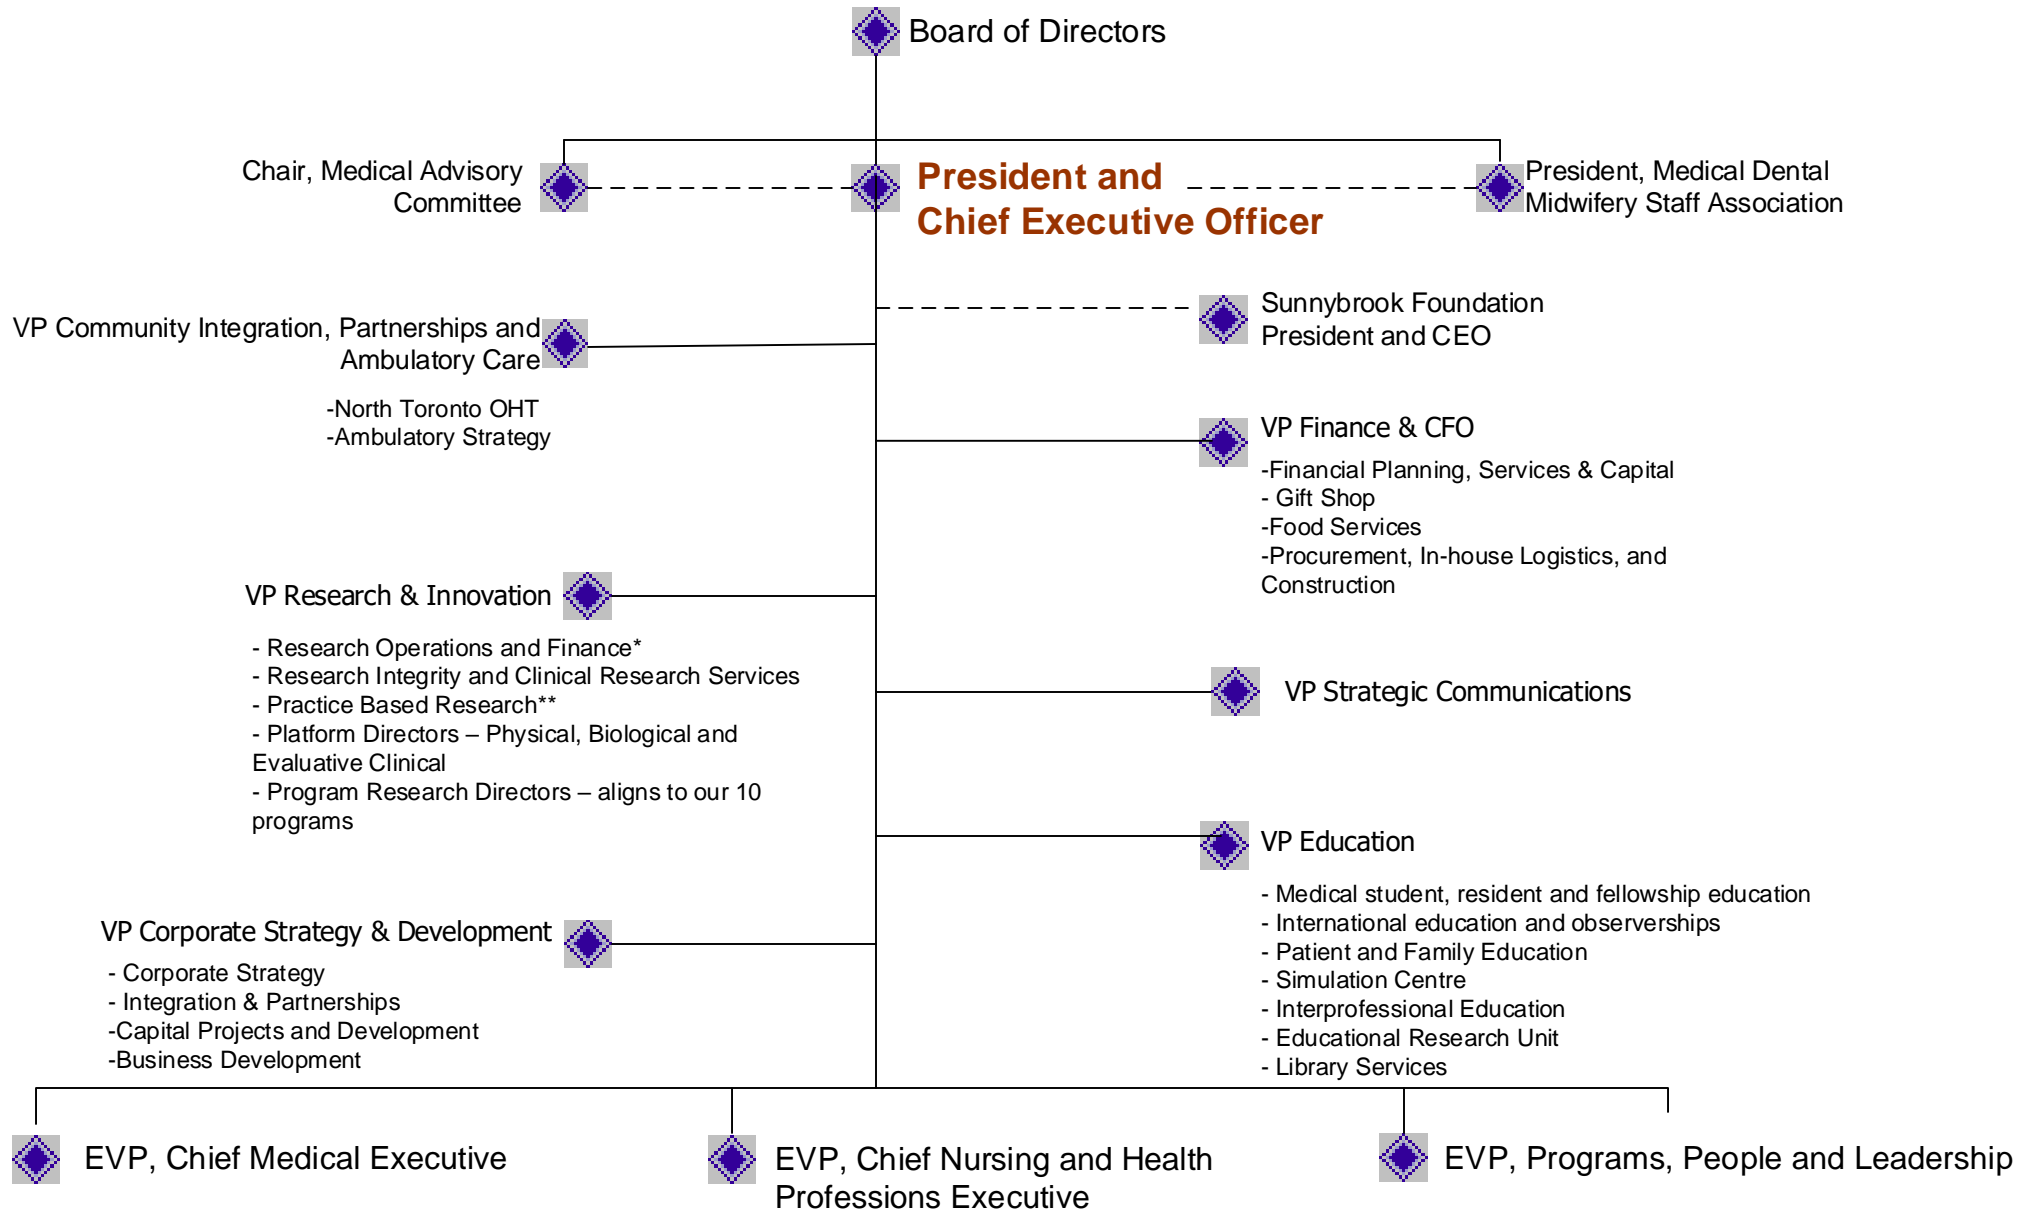 Board of Directors
Chair, Medical Advisory
Committee
President and
Chief Executive Officer
President, Medical Dental
Midwifery Staff Association
VP Community Integration, Partnerships and
Ambulatory Care
-North Toronto OHT
-Ambulatory Strategy
Sunnybrook Foundation
President and CEO
VP Finance & CFO
-Financial Planning, Services & Capital
- Gift Shop
-Food Services
-Procurement, In-house Logistics, and
Construction
VP Research & Innovation
- Research Operations and Finance*
- Research Integrity and Clinical Research Services
- Practice Based Research**
- Platform Directors – Physical, Biological and
Evaluative Clinical
- Program Research Directors – aligns to our 10
programs
VP Strategic Communications
VP Education
- Medical student, resident and fellowship education
- International education and observerships
- Patient and Family Education
- Simulation Centre
- Interprofessional Education
- Educational Research Unit
- Library Services
VP Corporate Strategy & Development
- Corporate Strategy
- Integration & Partnerships
-Capital Projects and Development
-Business Development
EVP, Chief Medical Executive
EVP, Chief Nursing and Health
Professions Executive
EVP, Programs, People and Leadership